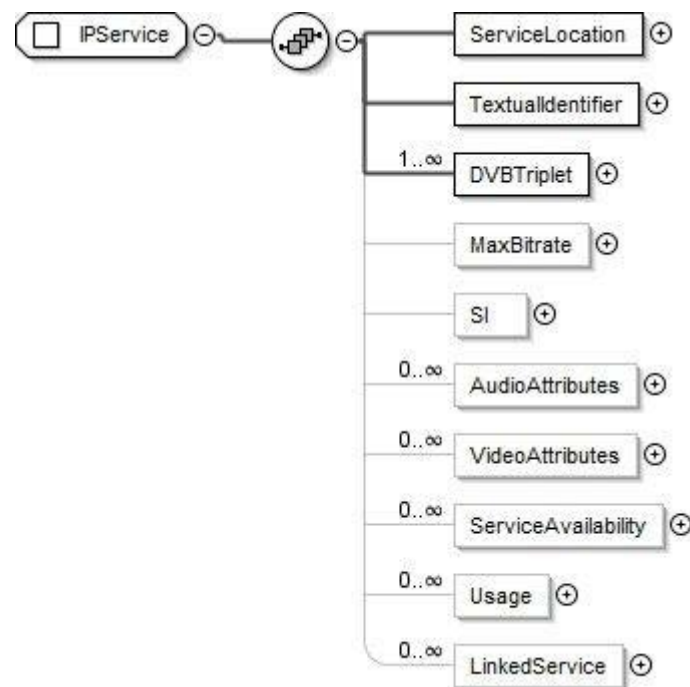 IPService
ServiceLocation
TextualIdentifier
1..∞
DVBTriplet
MaxBitrate
SI
0..∞
AudioAttributes
0..∞
VideoAttributes
0..∞
ServiceAvailability
0..∞
Usage
0..∞
LinkedService